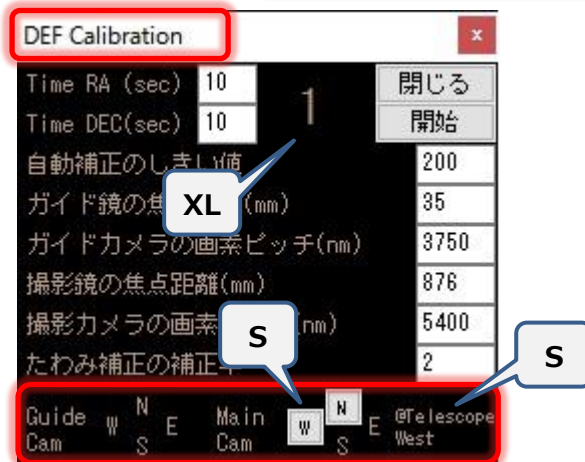 DEF Calibration x
Time RA (sec) 10 1 閉じる
Time DEC(sec) 10 開始
自動補正のしきい値 200
XL
ガイド鏡の焦 (mm) 35
ガイドカメラの画素ピッチ(nm) 3750
撮影鏡の焦点距離(mm) 876
撮影カメラの画素 (nm) 5400
S
S
たわみ補正の補正 2
Guide Cam W N S E Main Cam W N S E @Telescope West